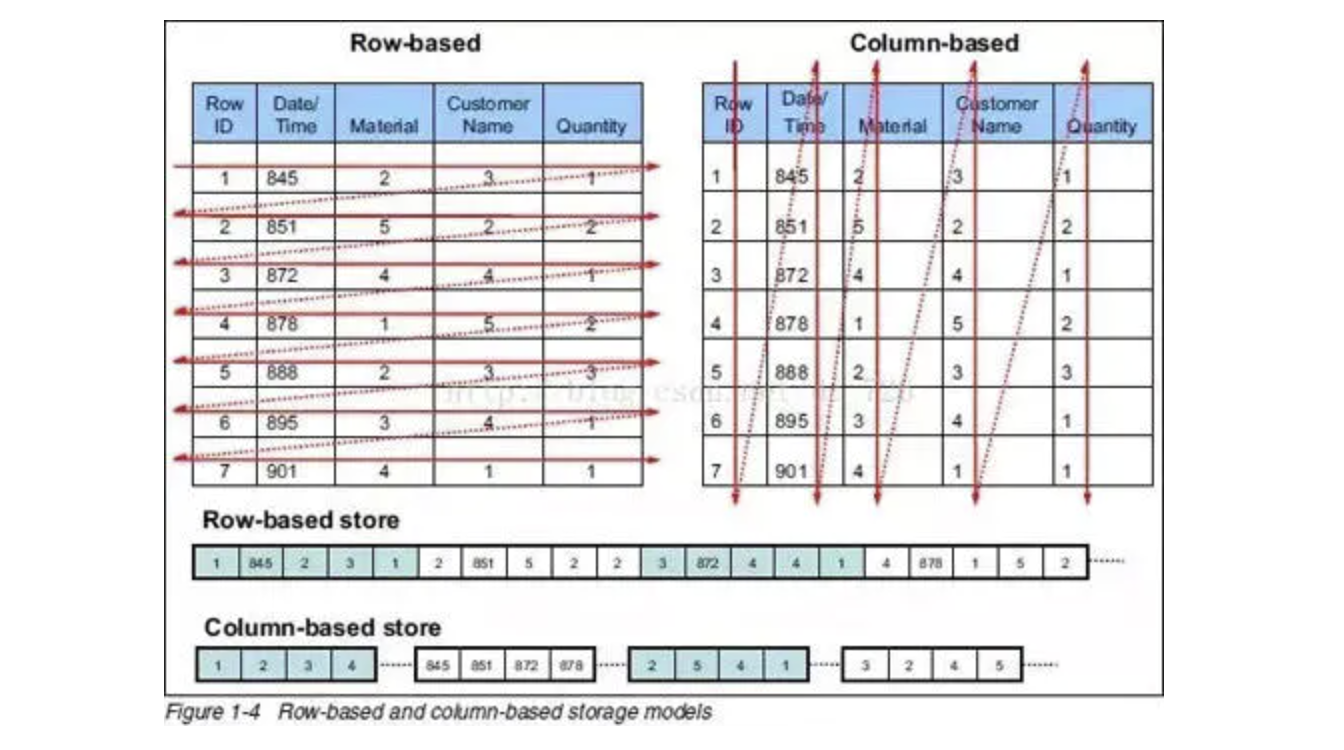 Row-based
Row ID Date/Time Material Customer Name Quantity
1 845 2 3 1
2 851 5 2 2
3 872 4 4 1
4 878 1 5 2
5 888 2 3 3
6 895 3 4 1
7 901 4 1 1
Column-based
Row ID Date/Time Material Customer Name Quantity
1 845 2 3 1
2 851 5 2 2
3 872 4 4 1
4 878 1 5 2
5 888 2 3 3
6 895 3 4 1
7 901 4 1 1
Row-based store
1 845 2 3 1 2 851 5 2 2 3 872 4 4 1 4 878 1 5 2
Column-based store
1 2 3 4 845 851 872 878 2 5 4 1 3 2 4 5
Figure 1-4 Row-based and column-based storage models